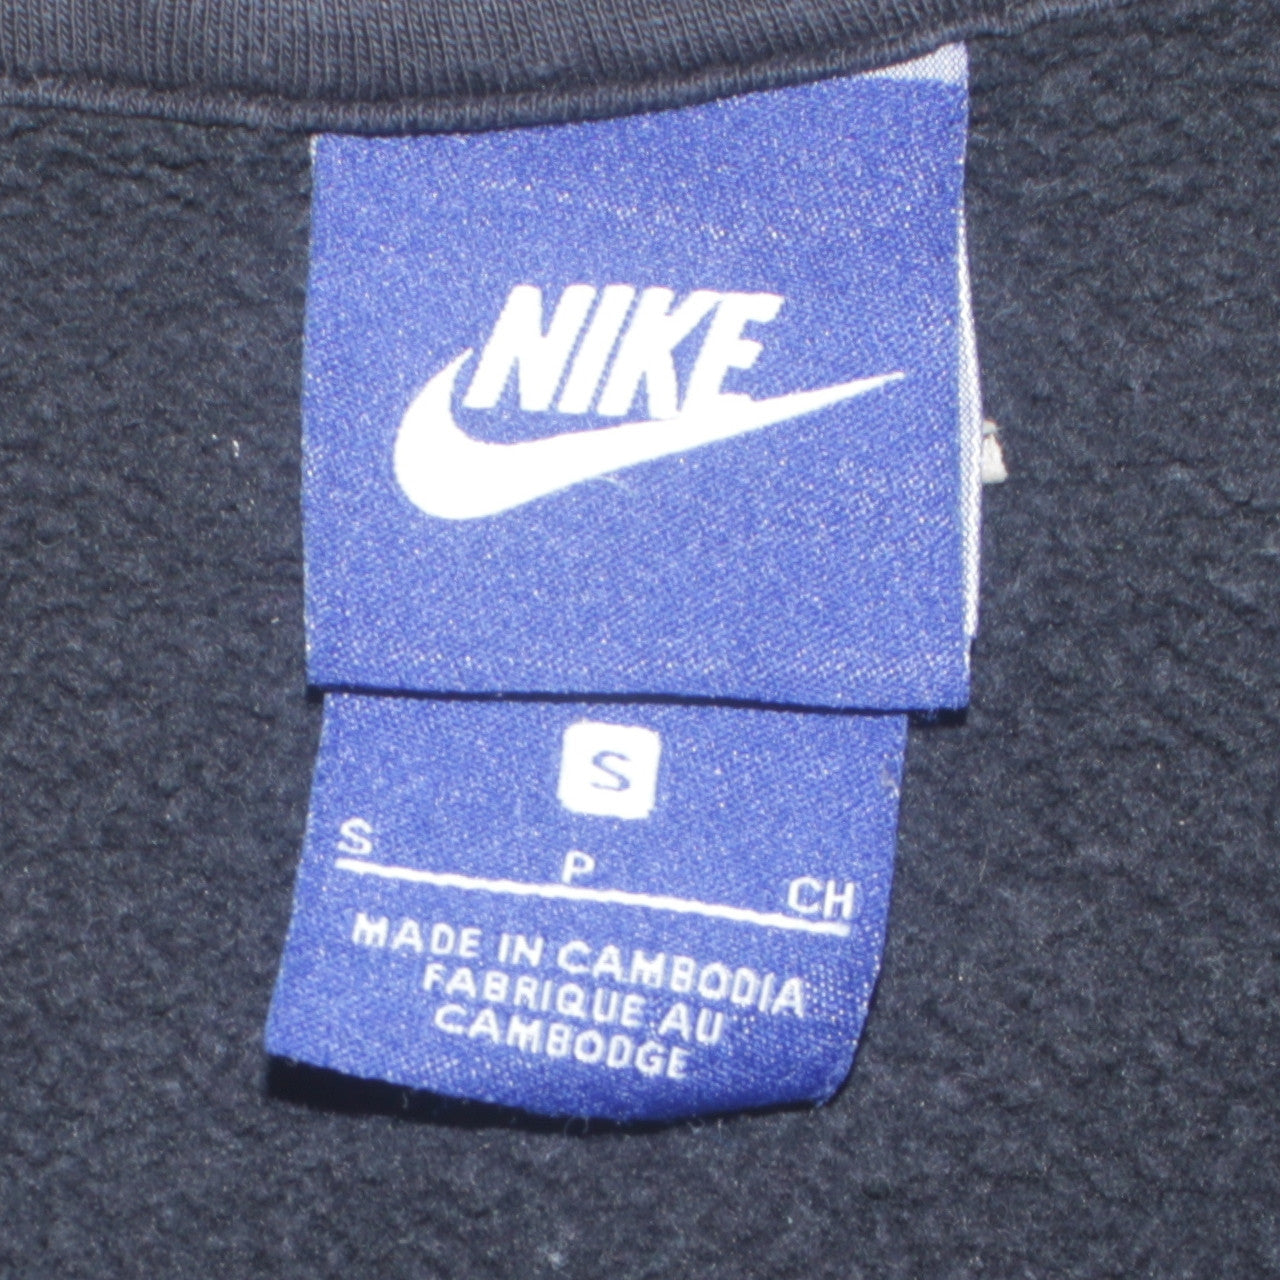 NIKE
S
S P CH
MADE IN CAMBODIA
FABRIQUE AU
CAMBODGE